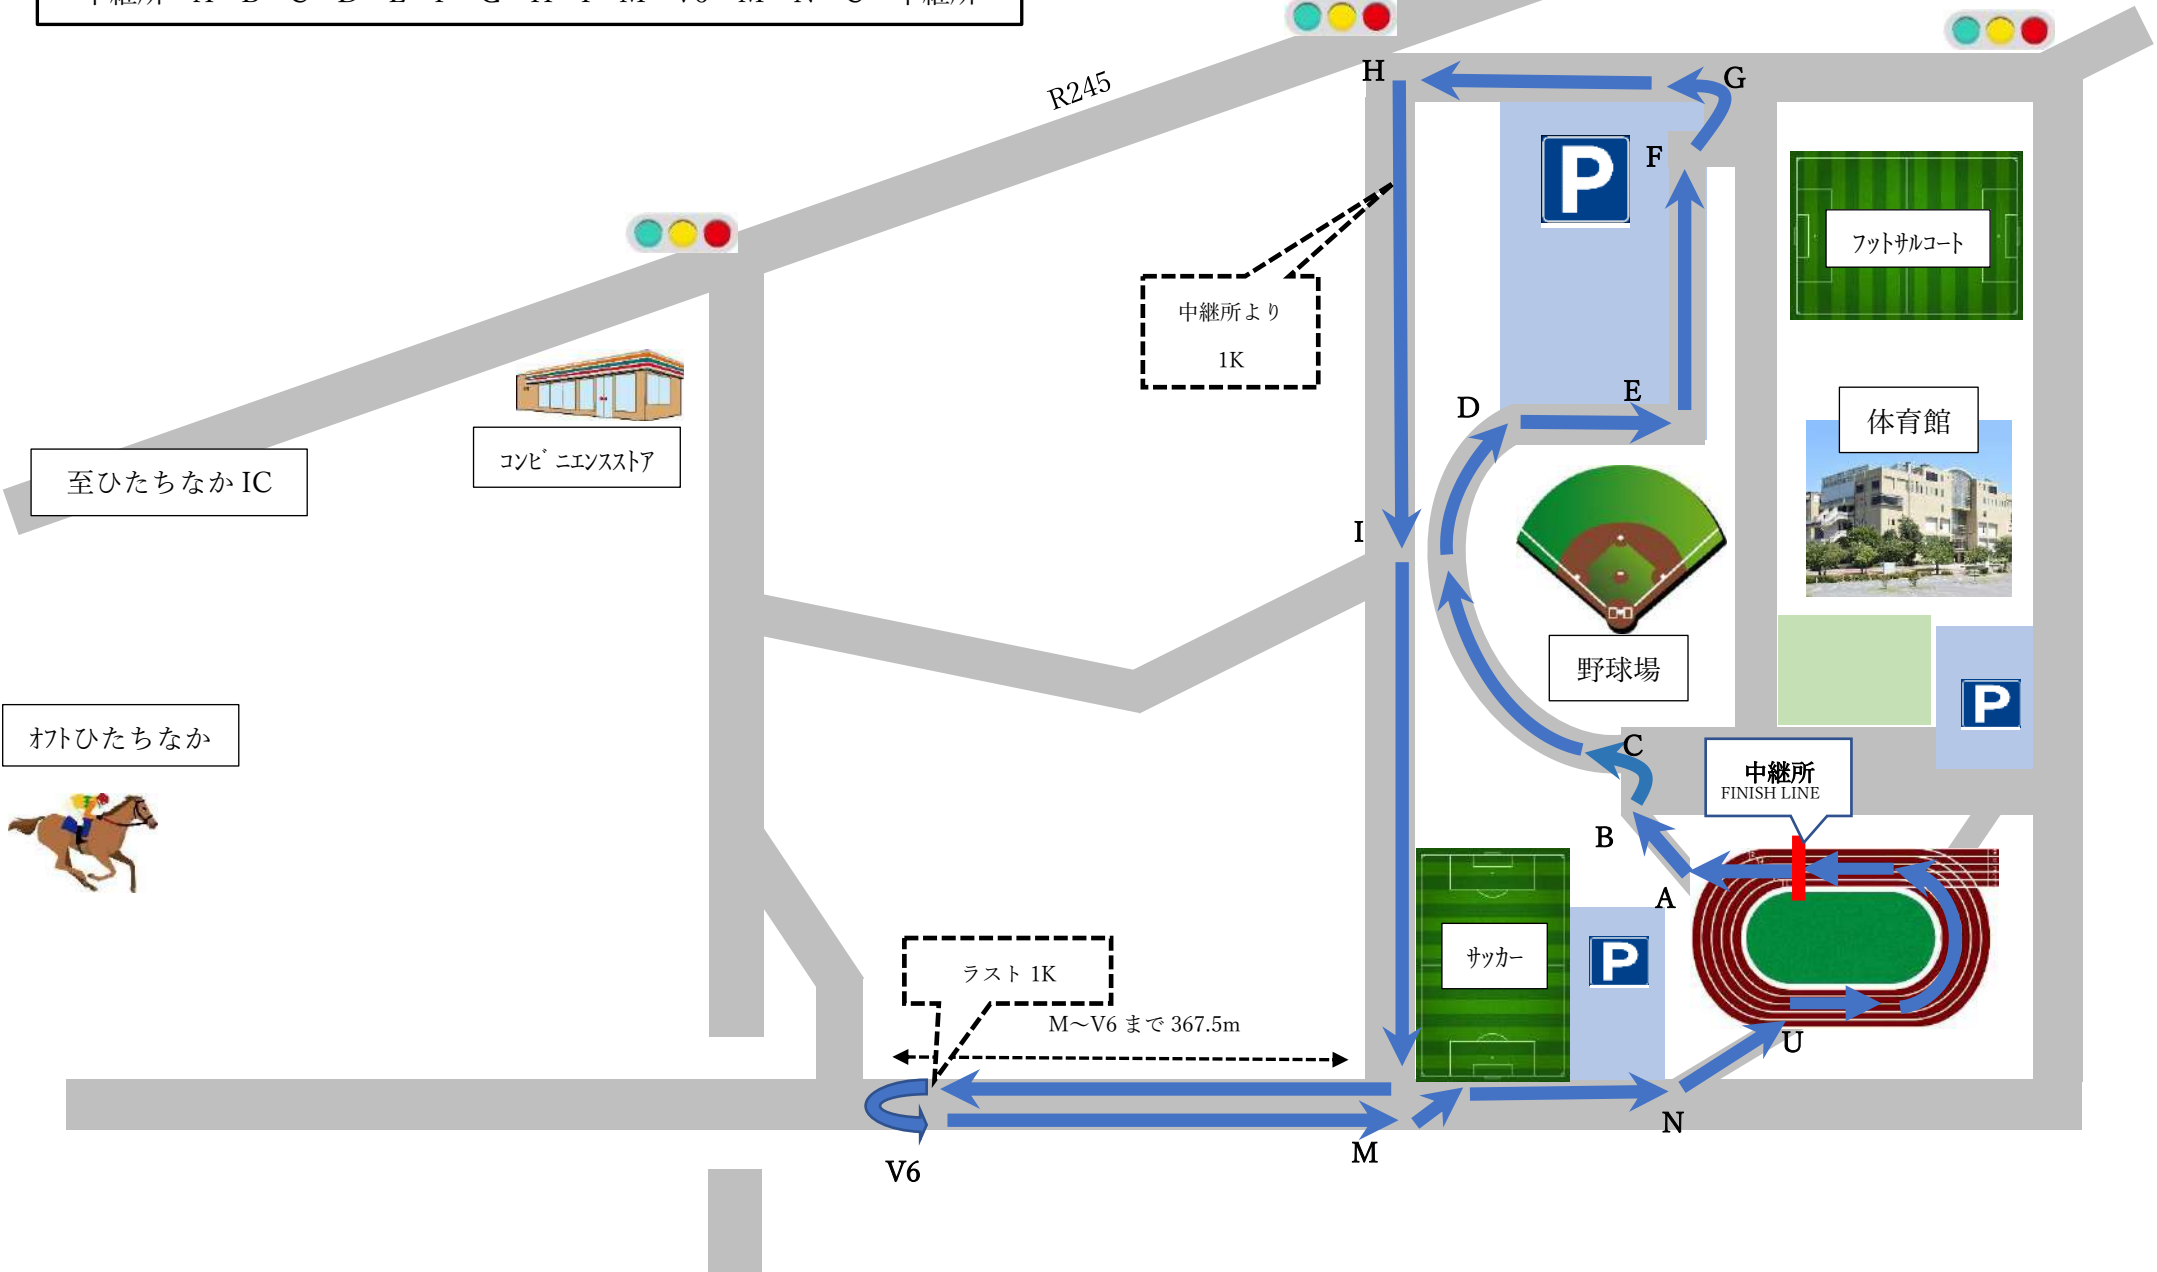 H
G
R245
F
フットサルコート
中継所より
1K
D
E
体育館
コンビニエンスストア
至ひたちなか IC
I
野球場
オフトひたちなか
C
中継所
FINISH LINE
B
A
サッカー
ラスト 1K
M～V6 まで 367.5m
U
N
M
V6
P
P
P